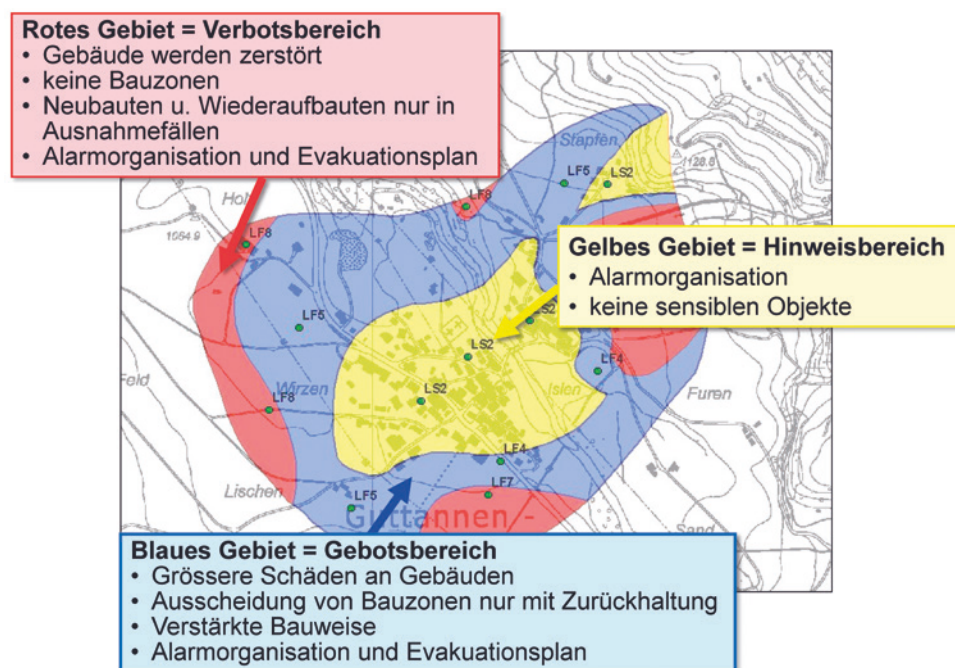 Rotes Gebiet = Verbotsbereich
• Gebäude werden zerstört
• keine Bauzonen
• Neubauten u. Wiederaufbauten nur in
Ausnahmefällen
• Alarmorganisation und Evakuationsplan
Stapfen
LF5
LS2
1128.8
LF8
Hol
1064.9
LF8
Gelbes Gebiet = Hinweisbereich
• Alarmorganisation
• keine sensiblen Objekte
LS2
LF5
LS2
LF4
Feld
Wirzen
LS2
Islen
Furen
LF8
LF4
Lischen
LF5
LF7
Guttannen -
Sand
Blaues Gebiet = Gebotsbereich
• Grössere Schäden an Gebäuden
• Ausscheidung von Bauzonen nur mit Zurückhaltung
• Verstärkte Bauweise
• Alarmorganisation und Evakuationsplan